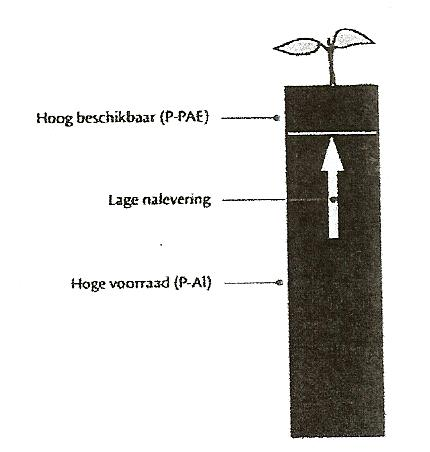 Hoog beschikbaar (P-PAE)
Lage nalevering
Hoge voorraad (P-Al)